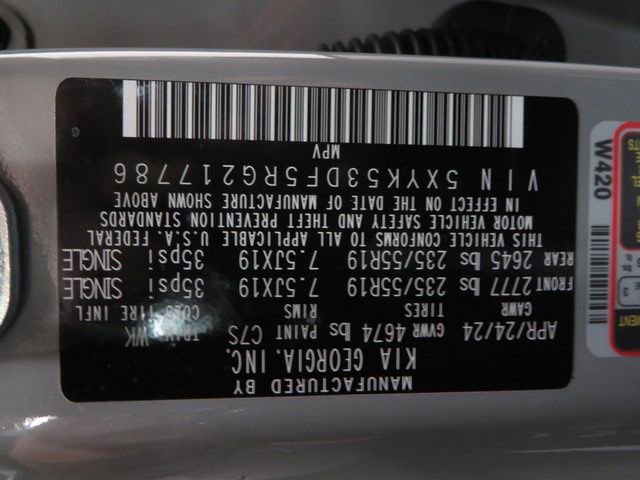 MANUFACTURED BY
KIA GEORGIA, INC.
APR/24/24 GVWR 4674 lbs PAINT C7S TRIM WK
GAWR TIRES RIMS COLD TIRE INFL
FRONT 2777 lbs 235/55R19 7.5JX19 35psi SINGLE
REAR 2645 lbs 235/55R19 7.5JX19 35psi SINGLE
THIS VEHICLE CONFORMS TO ALL APPLICABLE U.S.A. FEDERAL
MOTOR VEHICLE SAFETY AND THEFT PREVENTION STANDARDS
IN EFFECT ON THE DATE OF MANUFACTURE SHOWN ABOVE
VIN 5XYK53DF5RG217786
MPV
W420